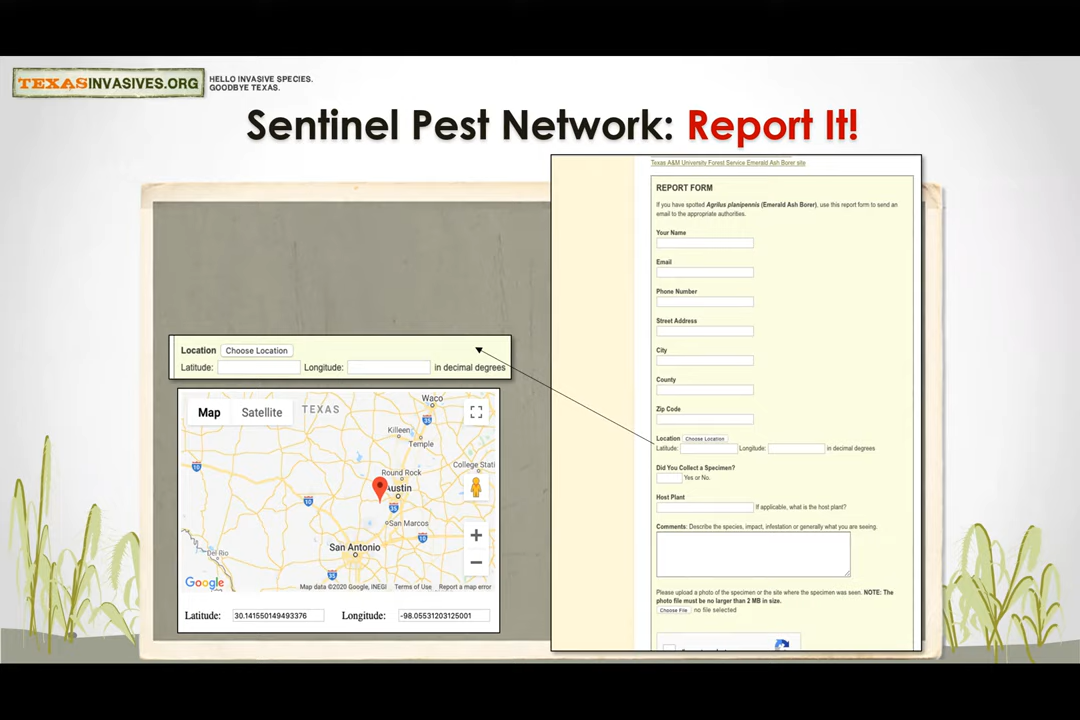 TEXASINVASIVES.ORG
HELLO INVASIVE SPECIES.
GOODBYE TEXAS.
Sentinel Pest Network: Report It!
Location Choose Location
Latitude: Longitude: in decimal degrees
Map Satellite
TEXAS
Waco
35
Killeen
Temple
10
College Stati
Round Rock
Austin
10
35
San Marcos
10
San Antonio
Del Rio
35
Google
Map data ©2020 Google, INEGI Terms of Use Report a map error
Latitude: 30.141550149493376 Longitude: -98.05531203125001
Texas A&M University Forest Service Emerald Ash Borer site
REPORT FORM
If you have spotted Agrilus planipennis (Emerald Ash Borer), use this report form to send an
email to the appropriate authorities.
Your Name
Email
Phone Number
Street Address
City
County
Zip Code
Location Choose Location
Latitude: Longitude: in decimal degrees
Did You Collect a Specimen?
Yes or No.
Host Plant
If applicable, what is the host plant?
Comments: Describe the species, impact, infestation or generally what you are seeing.
Please upload a photo of the specimen or the site where the specimen was seen. NOTE: The
photo file must be no larger than 2 MB in size.
Choose File no file selected